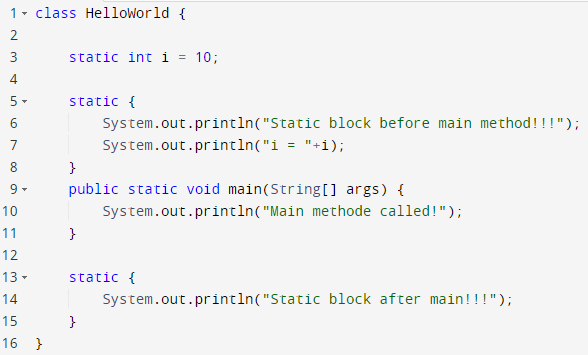 1 class HelloWorld {
2
3     static int i = 10;
4
5     static {
6         System.out.println("Static block before main method!!!");
7         System.out.println("i = "+i);
8     }
9     public static void main(String[] args) {
10         System.out.println("Main methode called!");
11     }
12
13     static {
14         System.out.println("Static block after main!!!");
15     }
16 }